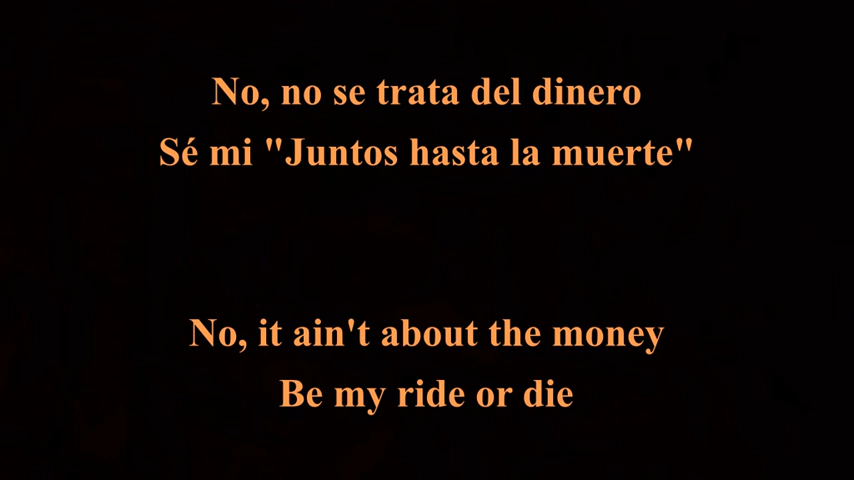 No, no se trata del dinero
Sé mi "Juntos hasta la muerte"
No, it ain't about the money
Be my ride or die